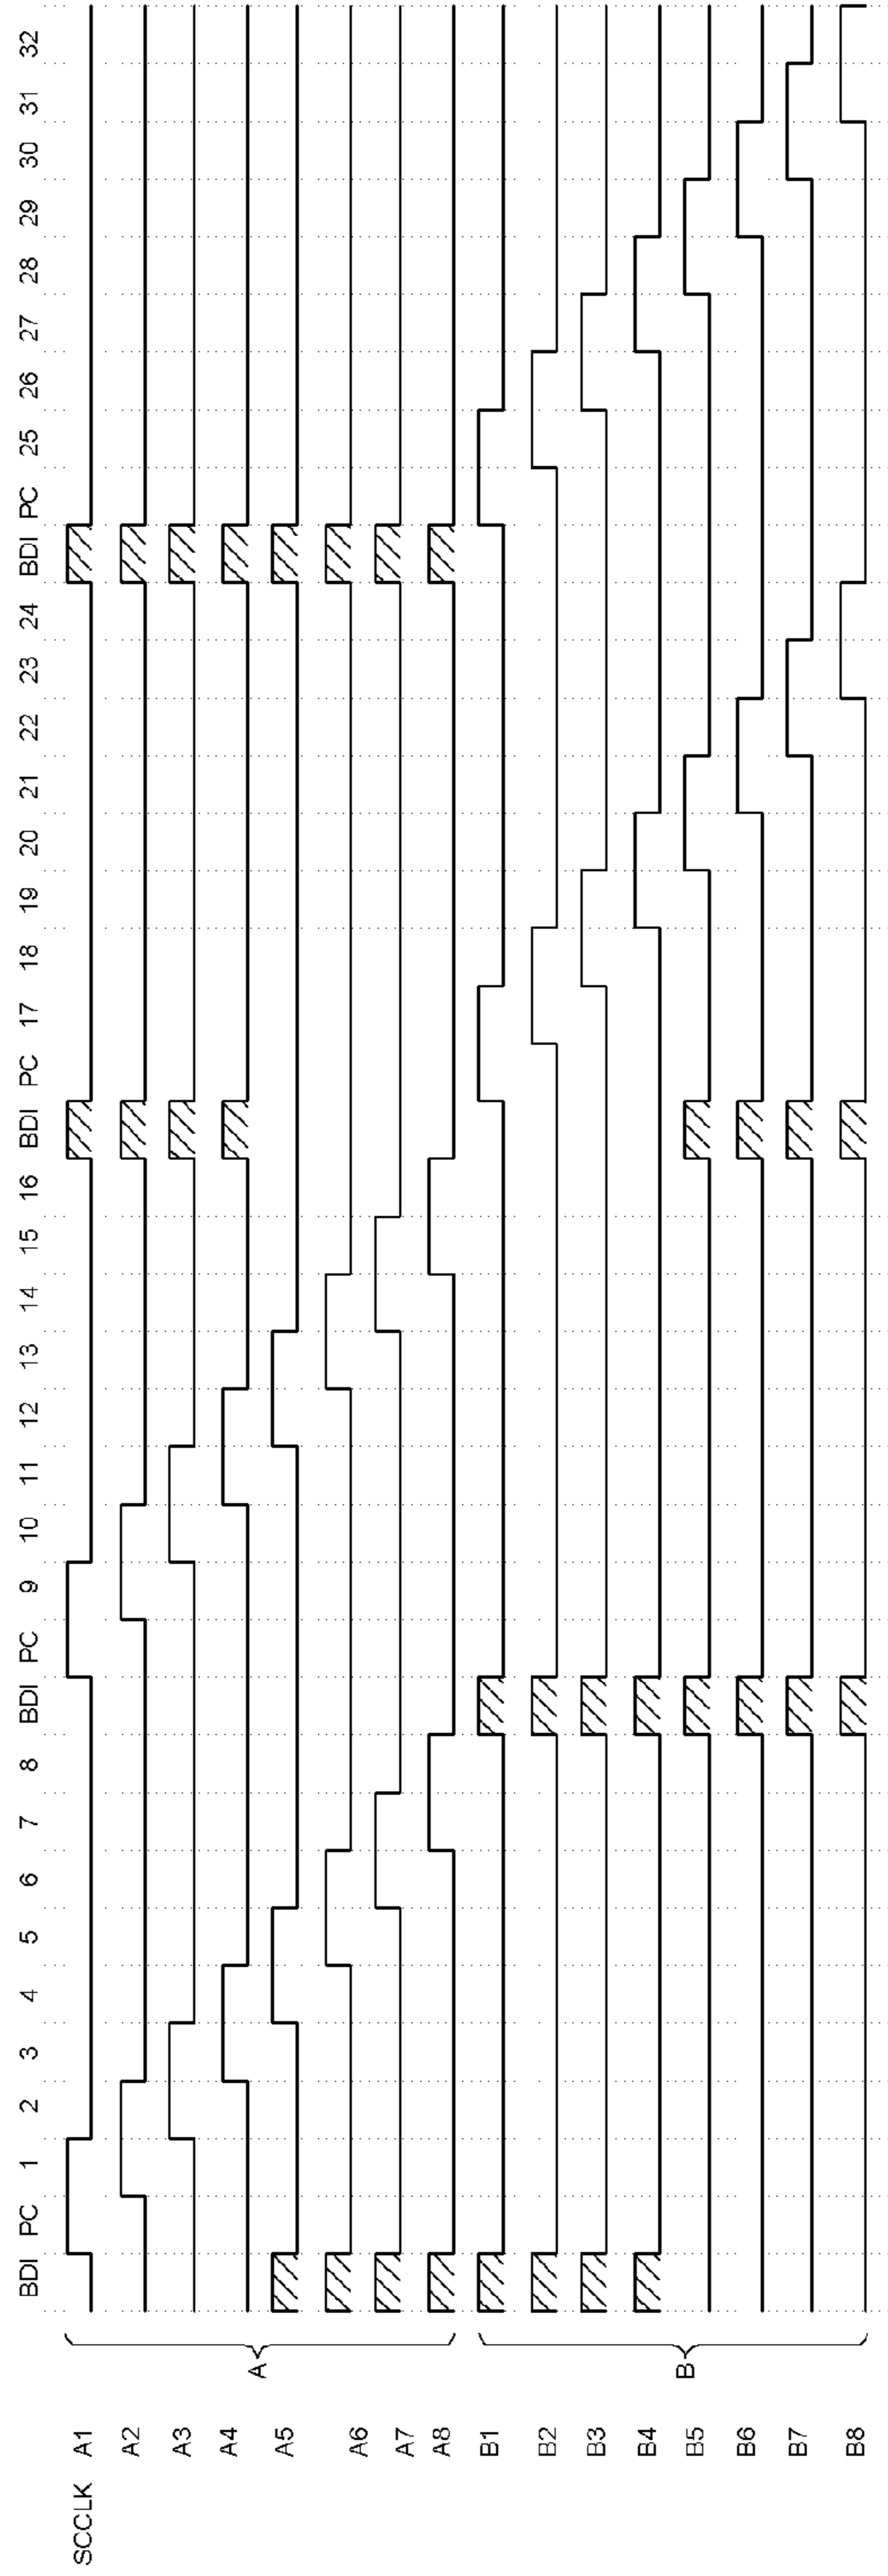 BDI PC 1 2 3 4 5 6 7 8 BDI PC 9 10 11 12 13 14 15 16 BDI PC 17 18 19 20 21 22 23 24 BDI PC 25 26 27 28 29 30 31 32
SCCLK A1
A2
A3
A4
A
A5
A6
A7
A8
B1
B2
B3
B4
B
B5
B6
B7
B8